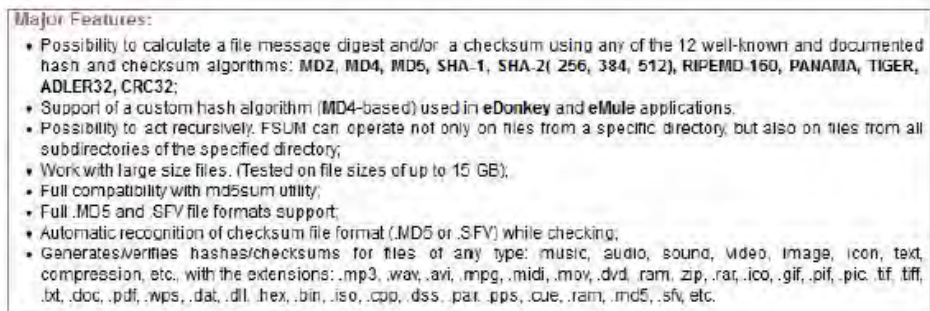 Major Features:
• Possibility to calculate a file message digest and/or a checksum using any of the 12 well-known and documented
hash and checksum algorithms: MD2, MD4, MD5, SHA-1, SHA-2( 256, 384, 512), RIPEMD-160, PANAMA, TIGER,
ADLER32, CRC32;
• Support of a custom hash algorithm (MD4-based) used in eDonkey and eMule applications.
• Possibility to act recursively. FSUM can operate not only on files from a specific directory, but also on files from all
subdirectories of the specified directory;
• Work with large size files. (Tested on file sizes of up to 15 GB);
• Full compatibility with md5sum utility;
• Full .MD5 and .SFV file formats support;
• Automatic recognition of checksum file format (.MD5 or .SFV) while checking;
• Generates/verifies hashes/checksums for files of any type: music, audio, sound, video, image, icon, text,
compression, etc., with the extensions: .mp3, .wav, .avi, .mpg, .midi, .mov, .dvd, .ram, .zip, .rar, .ico, .gif, .pif, .pic, .tif, .tiff,
.txt, .doc, .pdf, .wps, .dat, .dll, .hex, .bin, .iso, .cpp, .dss, .par, .pps, .cue, .ram, .md5, .sfv, etc.